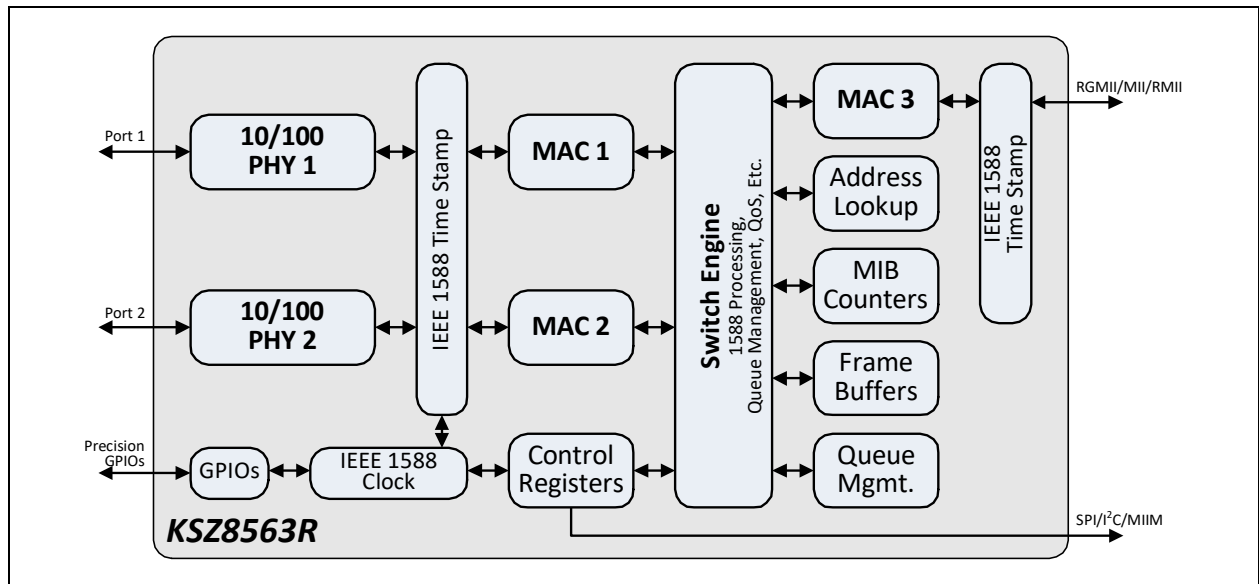 Port 1
10/100
PHY 1
IEEE 1588 Time Stamp
MAC 1
Switch Engine
1588 Processing,
Queue Management, QoS, Etc.
MAC 3
IEEE 1588
Time Stamp
RGMII/MII/RMII
Address
Lookup
MIB
Counters
Port 2
10/100
PHY 2
MAC 2
Frame
Buffers
Precision
GPIOs
GPIOs
IEEE 1588
Clock
Control
Registers
Queue
Mgmt.
KSZ8563R
SPI/I²C/MIIM